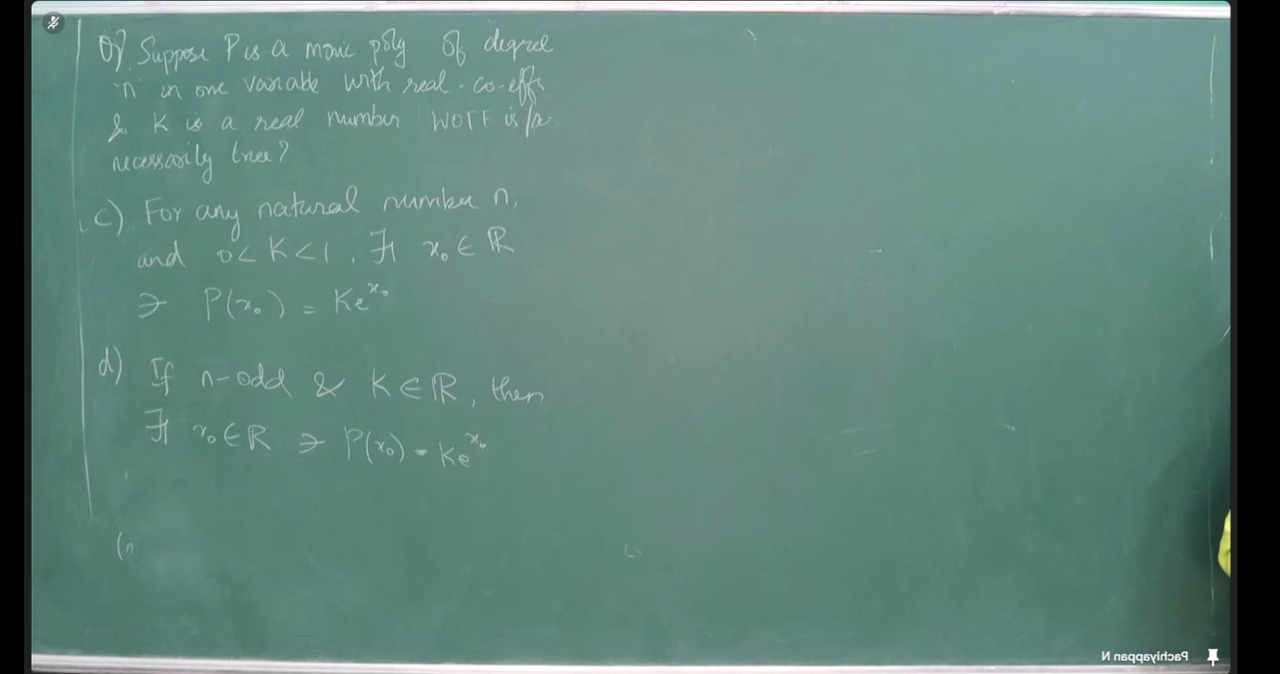 Q) Suppose P is a monic poly of degree
'n' in one variable with real-co-effs
& K is a real number WOTF is/are
necessarily true?
c) For any natural number n,
and 0 < K < 1, ∃ x₀ ∈ ℝ
∋ P(x₀) = Ke^x₀
d) If n-odd & K ∈ ℝ, then
∃ x₀ ∈ ℝ ∋ P(x₀) = Ke^x₀
(n
Pachiyappan N